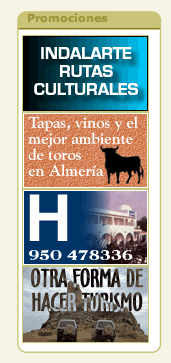 Promociones
INDALARTE
RUTAS
CULTURALES
Tapas, vinos y el
mejor ambiente
de toros
en Almería
H
950 478336
OTRA FORMA DE
HACER TURISMO